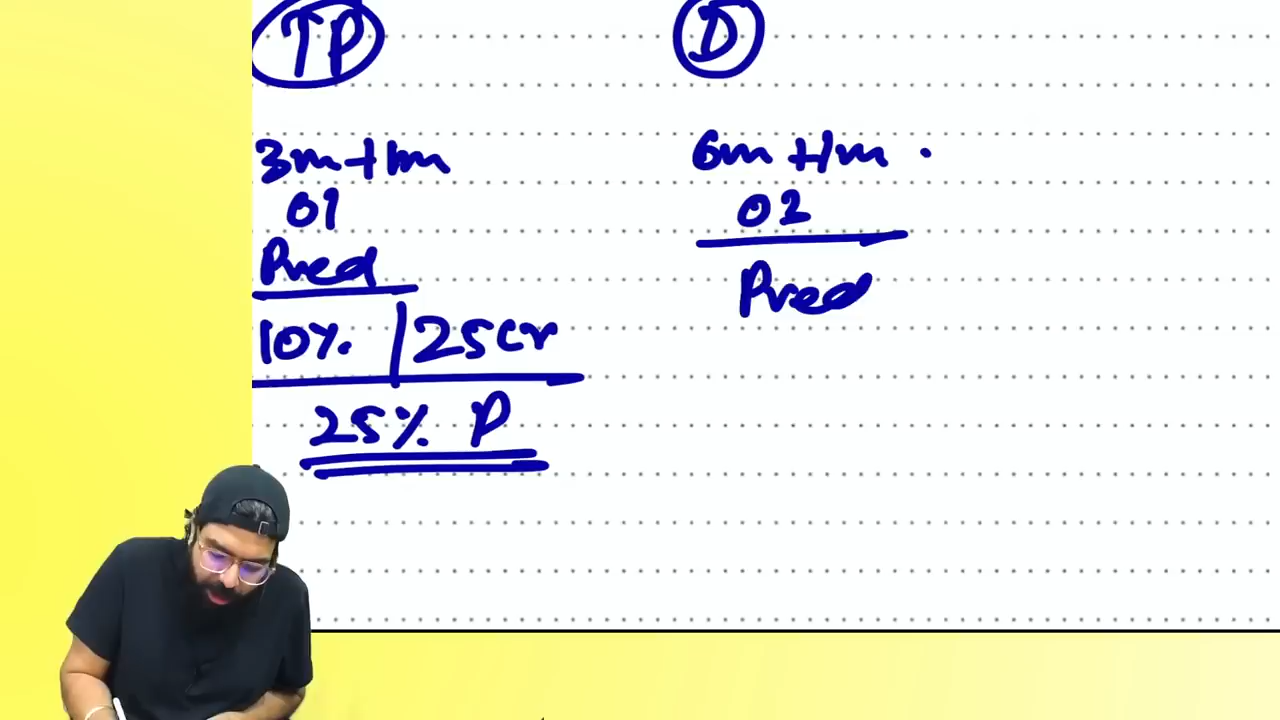 TP
3m+1m
01
Pred
10% | 25Cr
25% P
D
6m+1m .
02
Pred